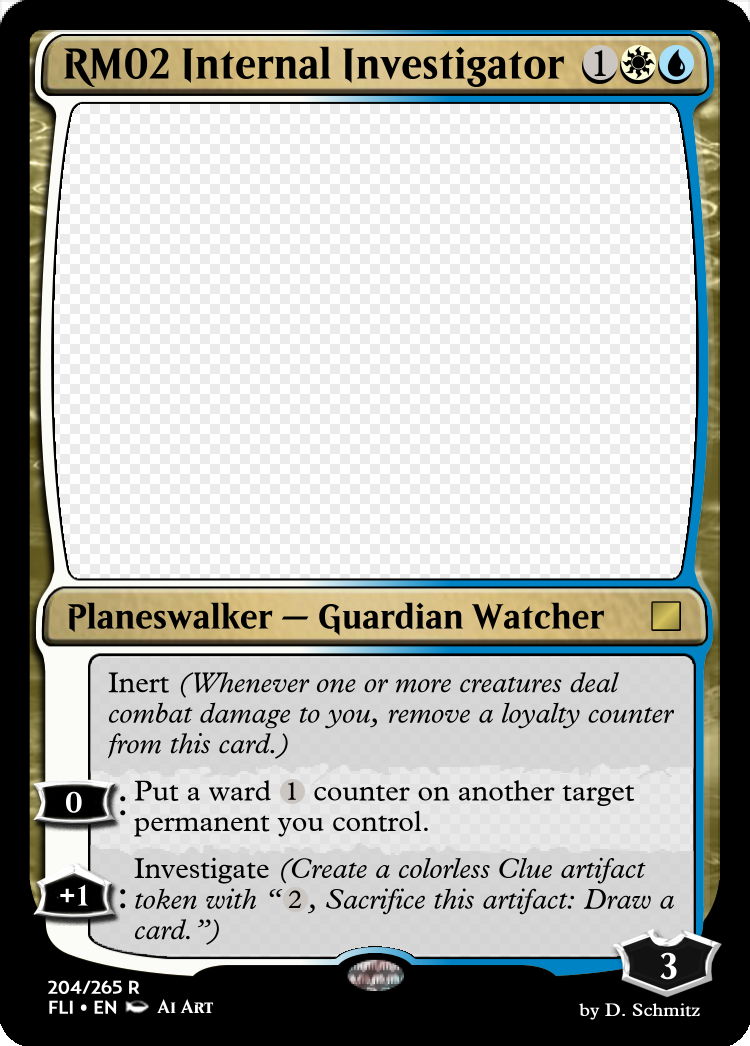 RM02 Internal Investigator 1
Planeswalker — Guardian Watcher
Inert (Whenever one or more creatures deal
combat damage to you, remove a loyalty counter
from this card.)
0 : Put a ward 1 counter on another target
permanent you control.
Investigate (Create a colorless Clue artifact
+1 : token with “2, Sacrifice this artifact: Draw a
card.”)
3
204/265 R
FLI • EN AI ART
by D. Schmitz